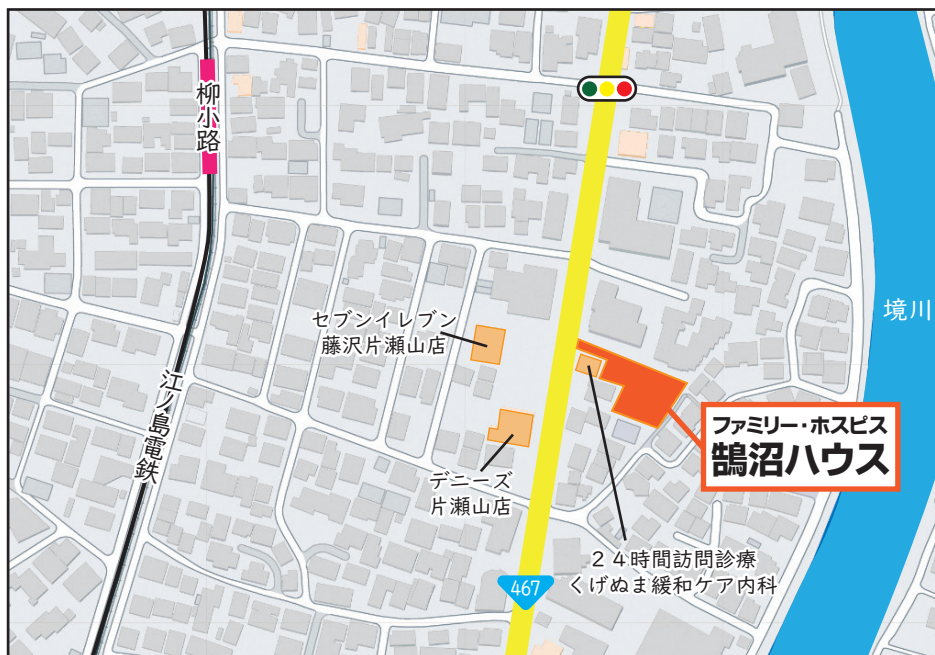 柳小路
境川
セブンイレブン
藤沢片瀬山店
江ノ島電鉄
ファミリー・ホスピス
鵠沼ハウス
デニーズ
片瀬山店
２４時間訪問診療
くげぬま緩和ケア内科
467